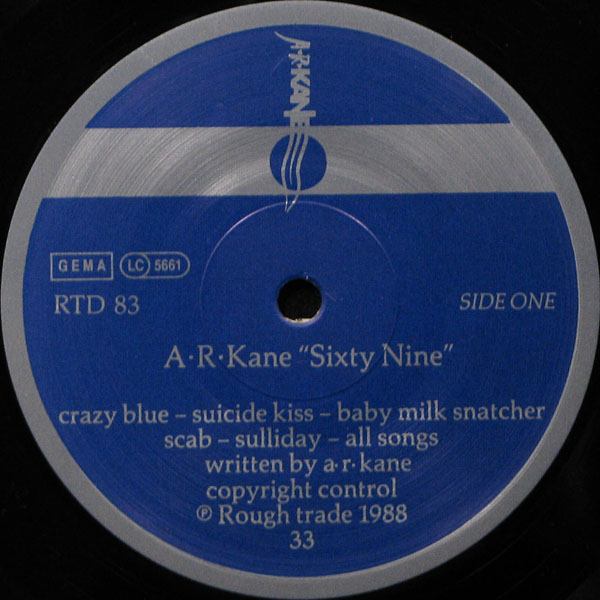 A·R·KANE
GEMA LC 5661
RTD 83 SIDE ONE
A·R·Kane "Sixty Nine"
crazy blue – suicide kiss – baby milk snatcher
scab – sulliday – all songs
written by a·r·kane
copyright control
℗ Rough trade 1988
33